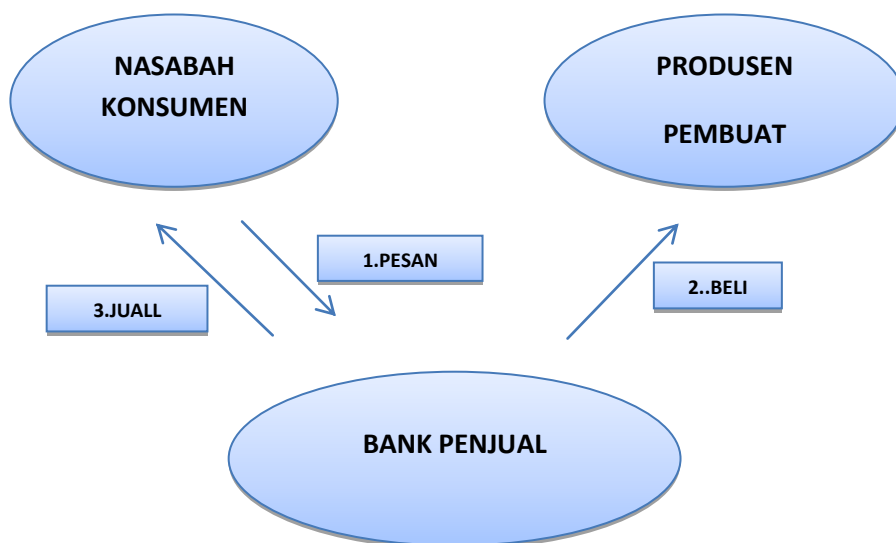 NASABAH
KONSUMEN
PRODUSEN
PEMBUAT
1.PESAN
2..BELI
3.JUALL
BANK PENJUAL